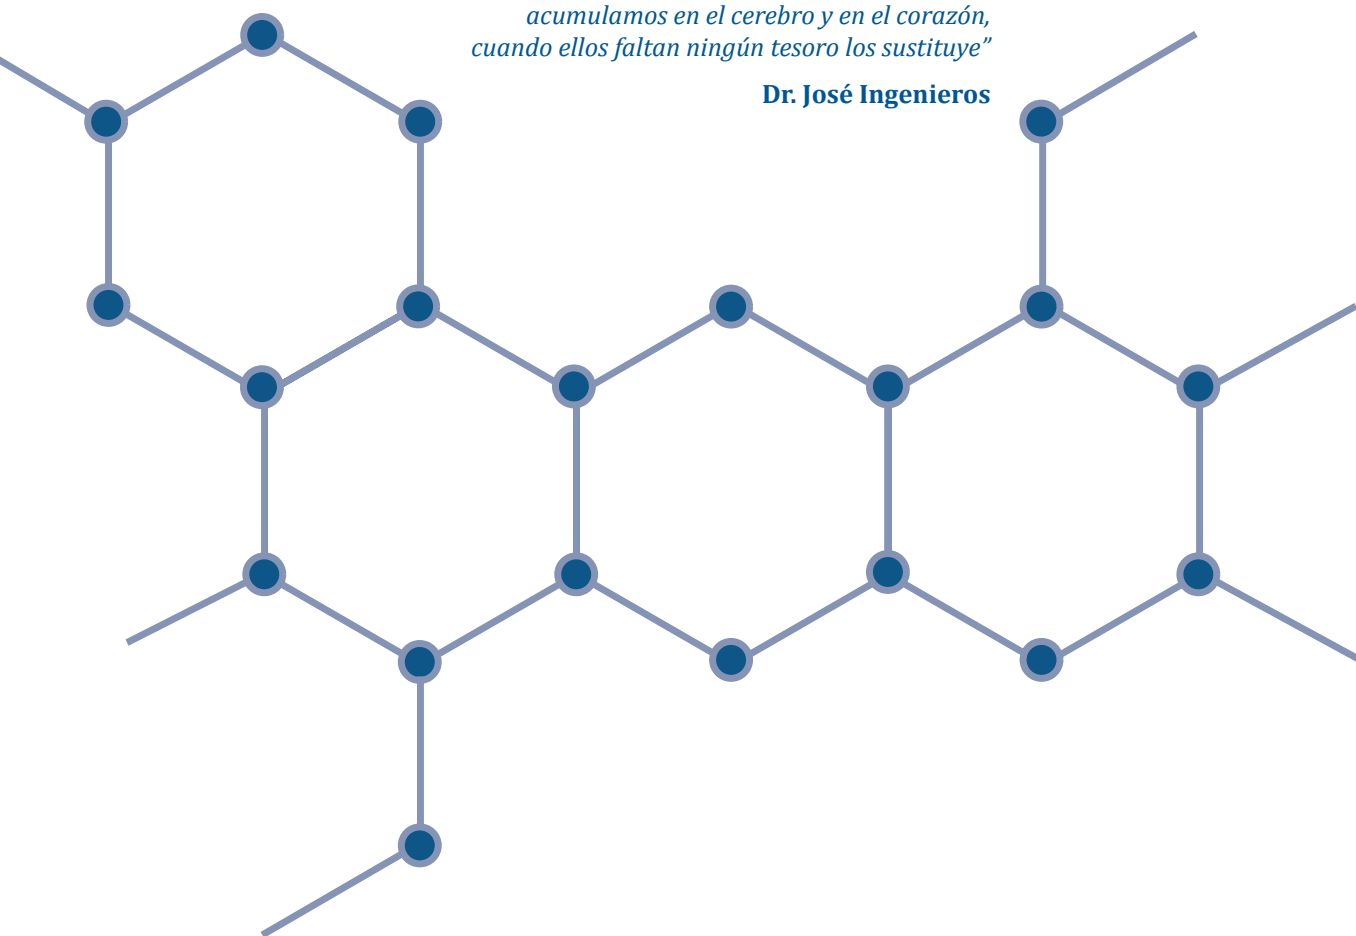 acumulamos en el cerebro y en el corazón,
cuando ellos faltan ningún tesoro los sustituye”
Dr. José Ingenieros